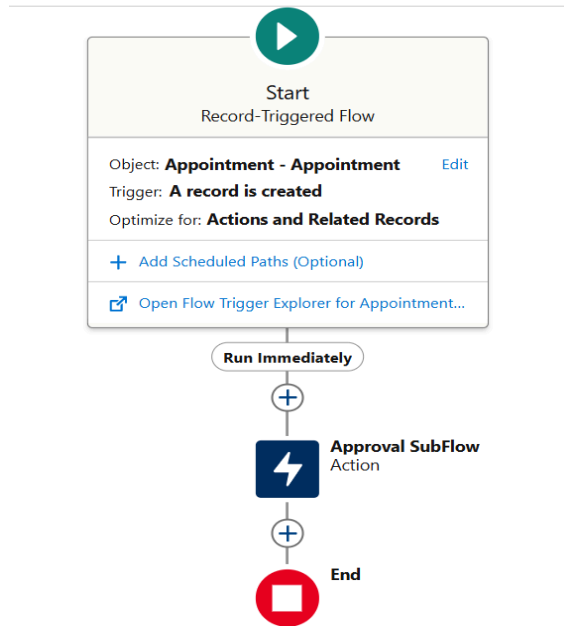 Start
Record-Triggered Flow
Object: Appointment - Appointment Edit
Trigger: A record is created
Optimize for: Actions and Related Records
+ Add Scheduled Paths (Optional)
Open Flow Trigger Explorer for Appointment...
Run Immediately
Approval SubFlow
Action
End